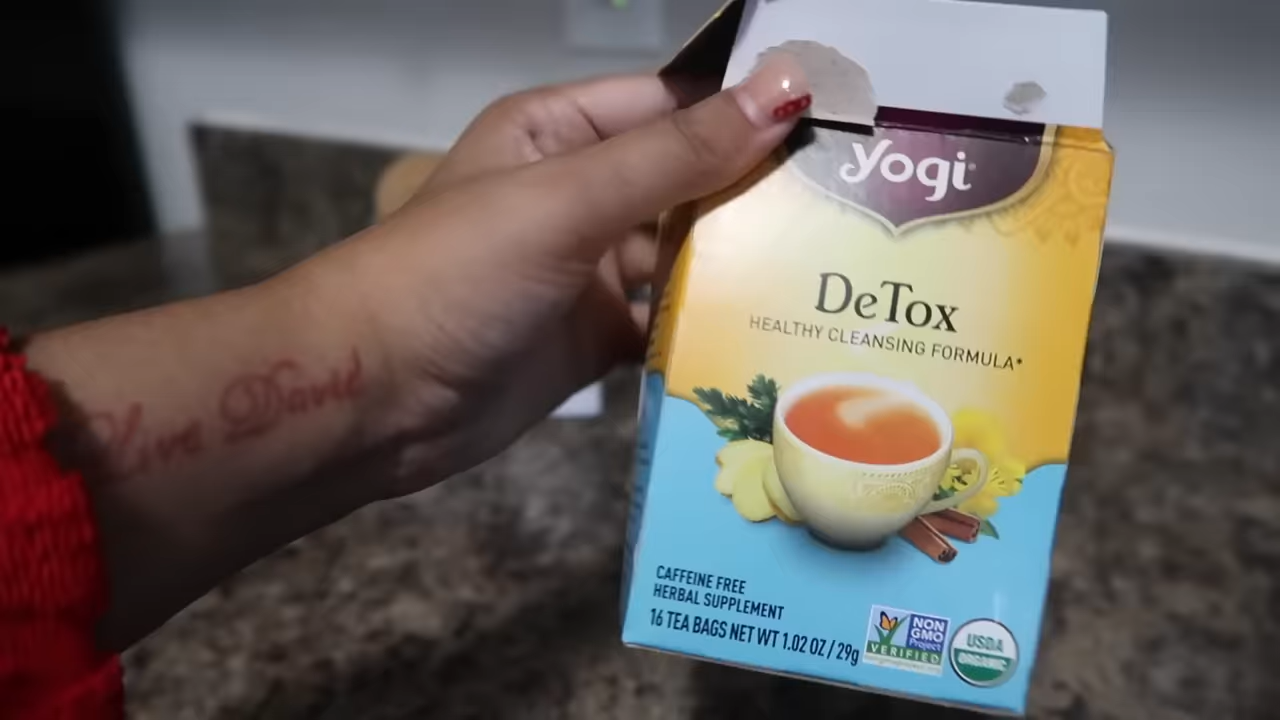 yogi
DeTox
HEALTHY CLEANSING FORMULA*
CAFFEINE FREE
HERBAL SUPPLEMENT
16 TEA BAGS NET WT 1.02 OZ / 29g
NON
GMO
Project
VERIFIED
USDA
ORGANIC
David